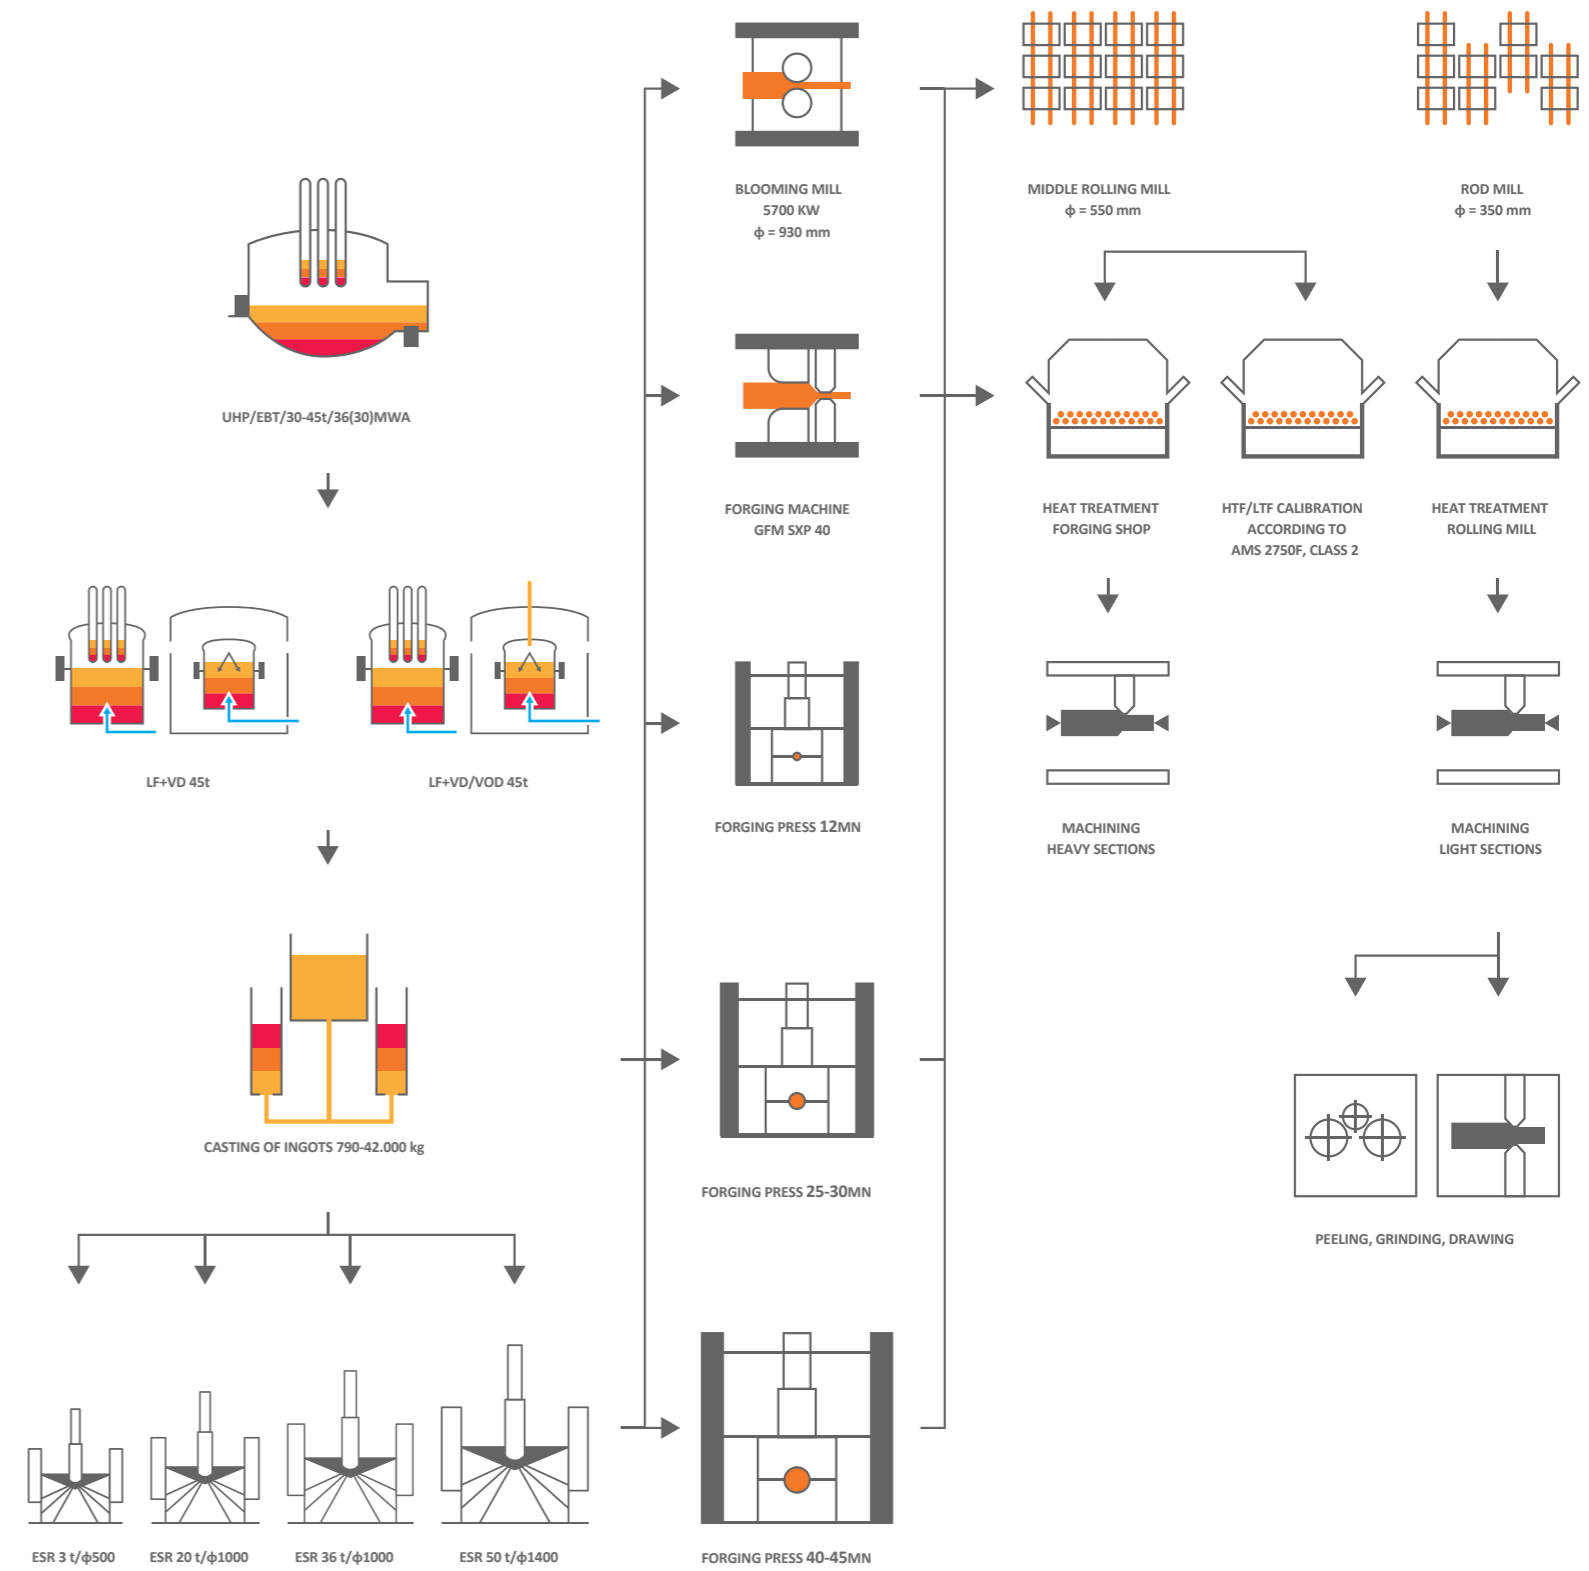 UHP/EBT/30-45t/36(30)MWA
LF+VD 45t
LF+VD/VOD 45t
CASTING OF INGOTS 790-42.000 kg
ESR 3 t/ϕ500
ESR 20 t/ϕ1000
ESR 36 t/ϕ1000
ESR 50 t/ϕ1400
BLOOMING MILL
5700 KW
ϕ = 930 mm
FORGING MACHINE
GFM SXP 40
FORGING PRESS 12MN
FORGING PRESS 25-30MN
FORGING PRESS 40-45MN
MIDDLE ROLLING MILL
ϕ = 550 mm
ROD MILL
ϕ = 350 mm
HEAT TREATMENT
FORGING SHOP
HTF/LTF CALIBRATION
ACCORDING TO
AMS 2750F, CLASS 2
HEAT TREATMENT
ROLLING MILL
MACHINING
HEAVY SECTIONS
MACHINING
LIGHT SECTIONS
PEELING, GRINDING, DRAWING